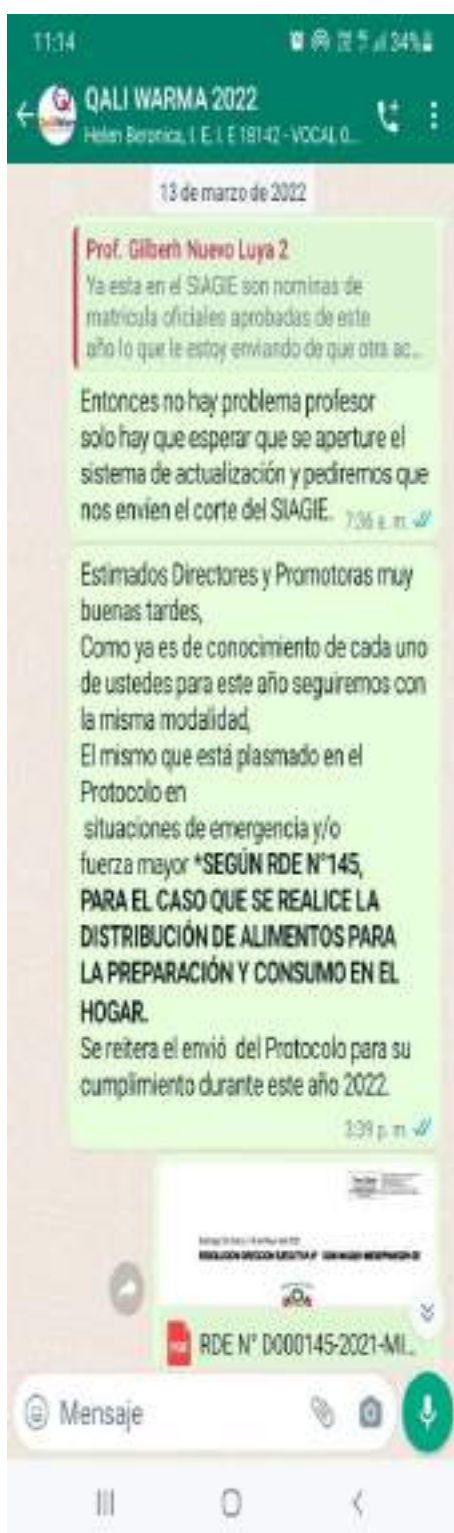 11:14
34%
QALI WARMA 2022
Helen Beronica, I. E. I. E 18142 - VOCAL 0...
13 de marzo de 2022
Prof. Gilberh Nuevo Luya 2
Ya esta en el SIAGIE son nominas de
matricula oficiales aprobadas de este
año lo que le estoy enviando de que otra ac...
Entonces no hay problema profesor
solo hay que esperar que se aperture el
sistema de actualización y pediremos que
nos envíen el corte del SIAGIE.
7:36 a. m.
Estimados Directores y Promotoras muy
buenas tardes,
Como ya es de conocimiento de cada uno
de ustedes para este año seguiremos con
la misma modalidad,
El mismo que está plasmado en el
Protocolo en
situaciones de emergencia y/o
fuerza mayor *SEGÚN RDE N°145,
PARA EL CASO QUE SE REALICE LA
DISTRIBUCIÓN DE ALIMENTOS PARA
LA PREPARACIÓN Y CONSUMO EN EL
HOGAR.
Se reitera el envió del Protocolo para su
cumplimiento durante este año 2022.
3:39 p. m.
RDE N° D000145-2021-MI...
Mensaje